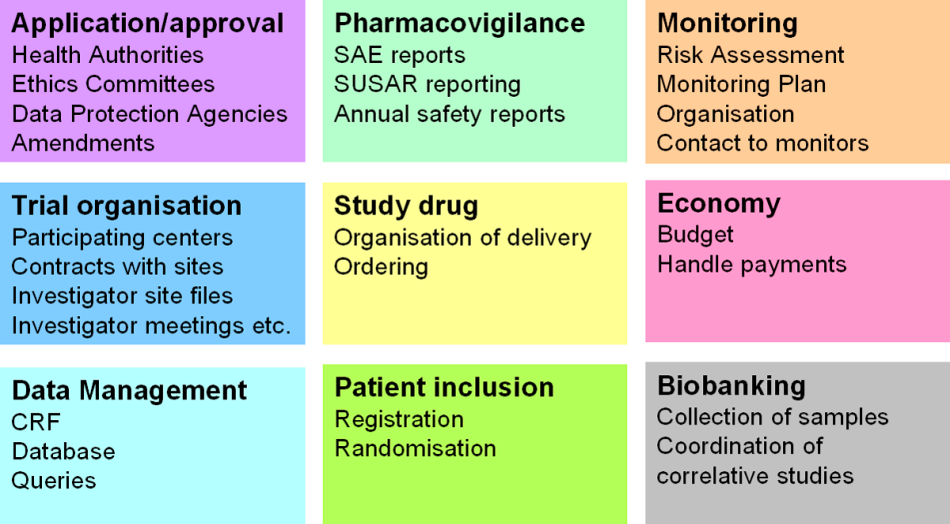 Application/approval
Health Authorities
Ethics Committees
Data Protection Agencies
Amendments
Pharmacovigilance
SAE reports
SUSAR reporting
Annual safety reports
Monitoring
Risk Assessment
Monitoring Plan
Organisation
Contact to monitors
Trial organisation
Participating centers
Contracts with sites
Investigator site files
Investigator meetings etc.
Study drug
Organisation of delivery
Ordering
Economy
Budget
Handle payments
Data Management
CRF
Database
Queries
Patient inclusion
Registration
Randomisation
Biobanking
Collection of samples
Coordination of
correlative studies